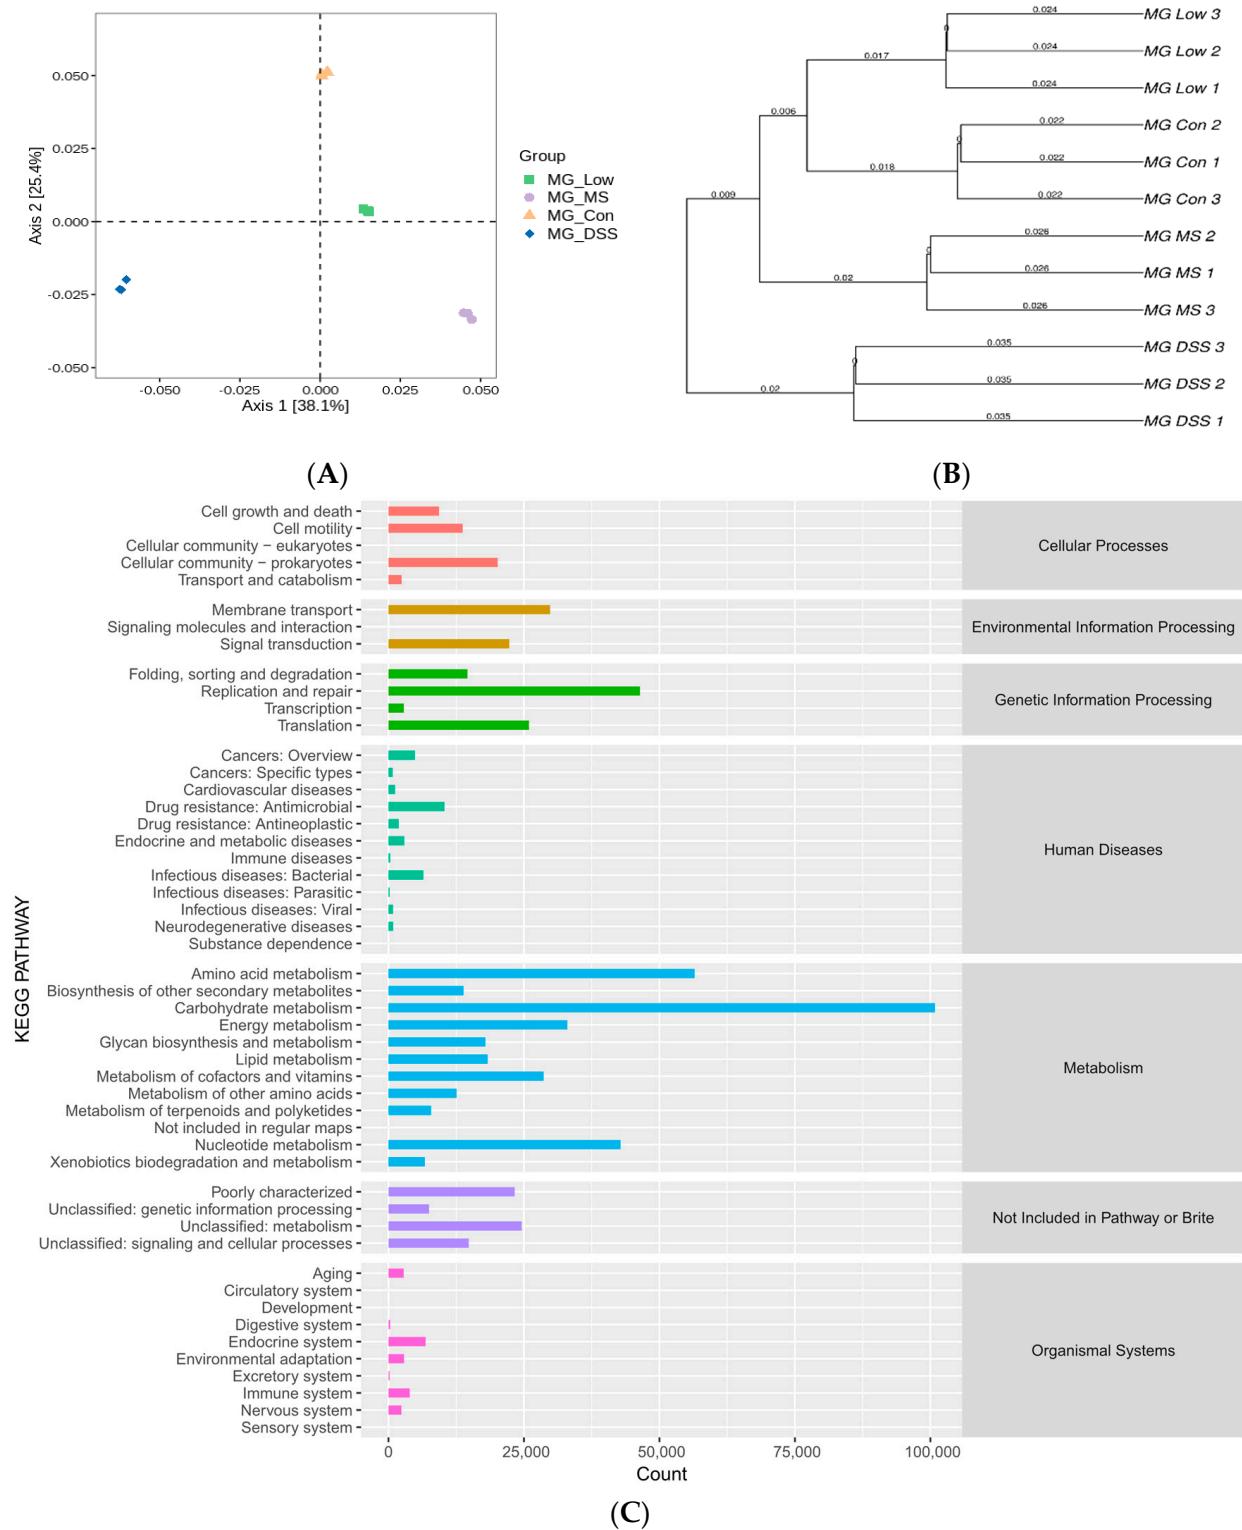 0.050
0.025
0.000
-0.025
-0.050
Axis 2 [25.4%]
-0.050
-0.025
0.000
0.025
0.050
Axis 1 [38.1%]
Group
MG_Low
MG_MS
MG_Con
MG_DSS
(A)
0.024
MG Low 3
0
0.024
MG Low 2
0.017
0.024
MG Low 1
0.006
0.022
MG Con 2
0
0.022
MG Con 1
0.018
0.022
MG Con 3
0.009
0.026
MG MS 2
0
0.026
MG MS 1
0.02
0.026
MG MS 3
0.035
MG DSS 3
0
0.035
MG DSS 2
0.02
0.035
MG DSS 1
(B)
KEGG PATHWAY
Cell growth and death
Cell motility
Cellular community − eukaryotes
Cellular community − prokaryotes
Transport and catabolism
Cellular Processes
Membrane transport
Signaling molecules and interaction
Signal transduction
Environmental Information Processing
Folding, sorting and degradation
Replication and repair
Transcription
Translation
Genetic Information Processing
Cancers: Overview
Cancers: Specific types
Cardiovascular diseases
Drug resistance: Antimicrobial
Drug resistance: Antineoplastic
Endocrine and metabolic diseases
Immune diseases
Infectious diseases: Bacterial
Infectious diseases: Parasitic
Infectious diseases: Viral
Neurodegenerative diseases
Substance dependence
Human Diseases
Amino acid metabolism
Biosynthesis of other secondary metabolites
Carbohydrate metabolism
Energy metabolism
Glycan biosynthesis and metabolism
Lipid metabolism
Metabolism of cofactors and vitamins
Metabolism of other amino acids
Metabolism of terpenoids and polyketides
Not included in regular maps
Nucleotide metabolism
Xenobiotics biodegradation and metabolism
Metabolism
Poorly characterized
Unclassified: genetic information processing
Unclassified: metabolism
Unclassified: signaling and cellular processes
Not Included in Pathway or Brite
Aging
Circulatory system
Development
Digestive system
Endocrine system
Environmental adaptation
Excretory system
Immune system
Nervous system
Sensory system
Organismal Systems
0
25,000
50,000
75,000
100,000
Count
(C)